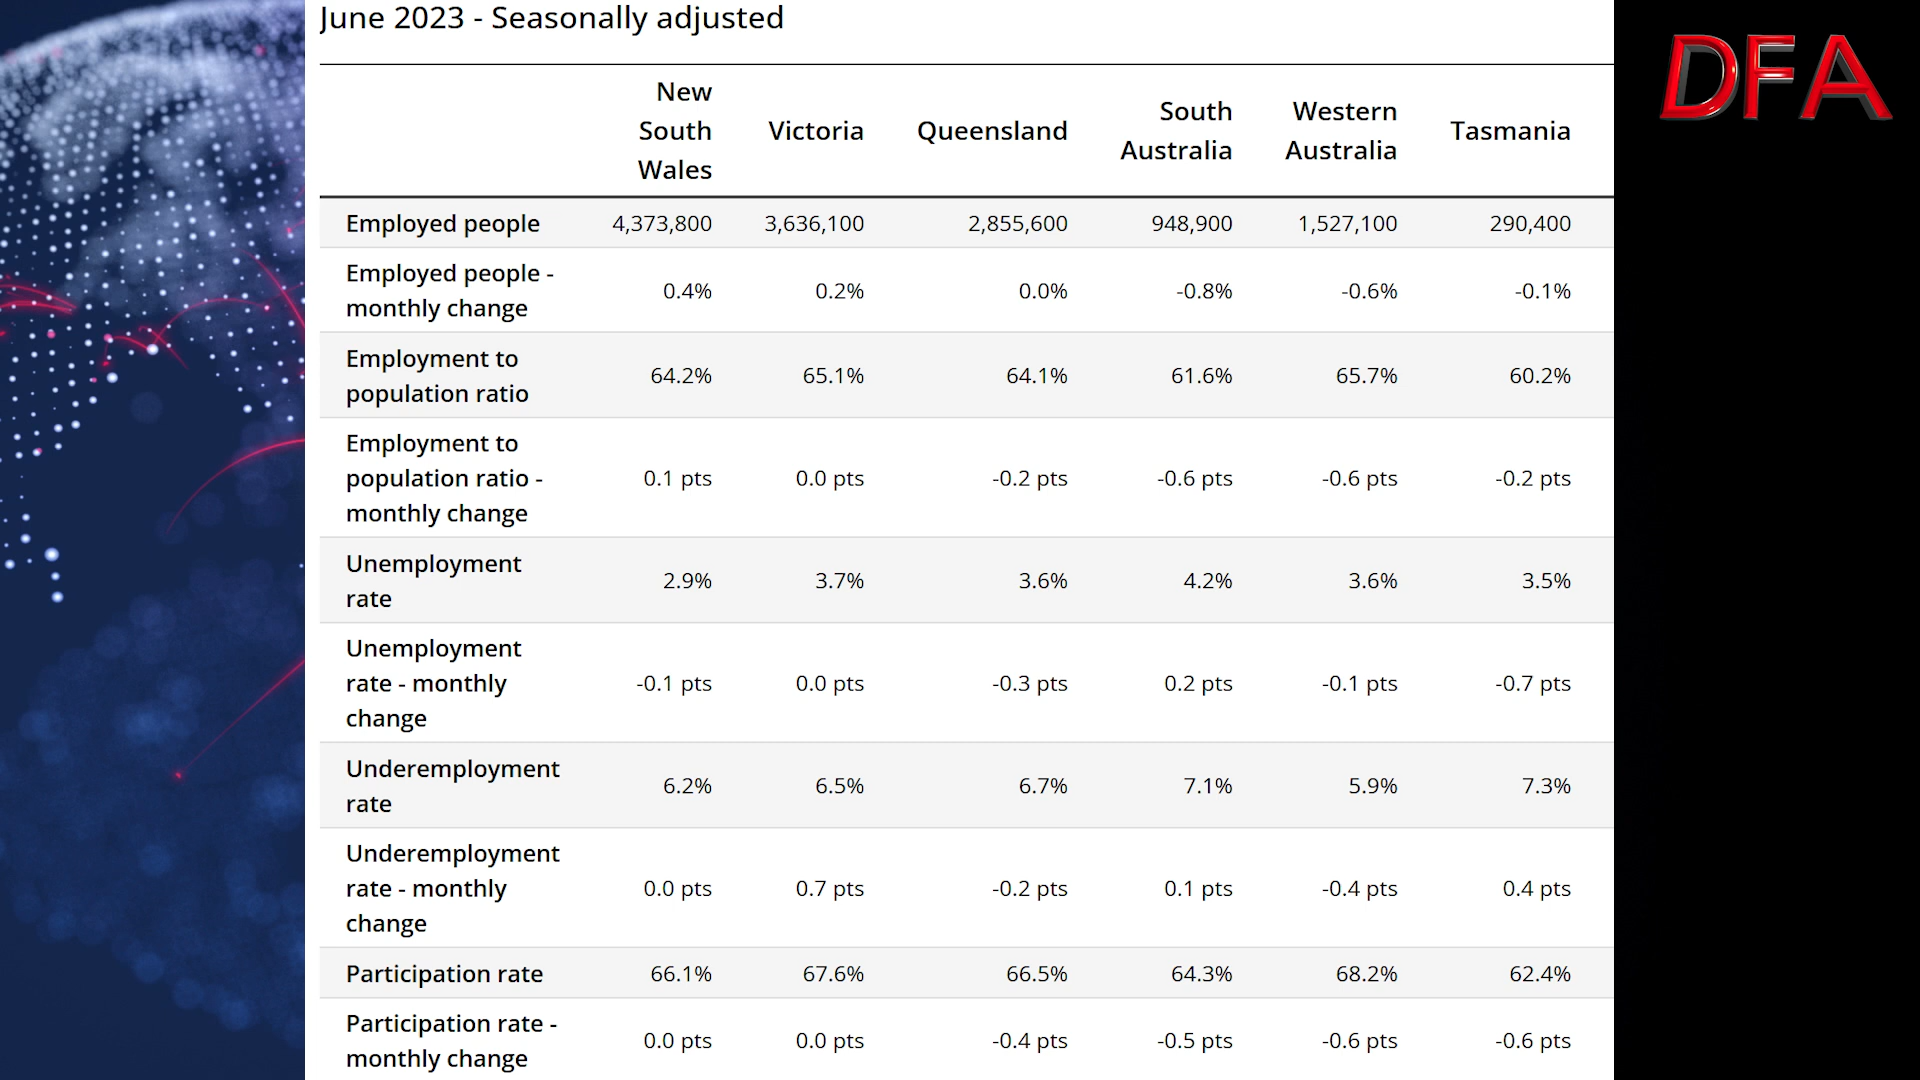 June 2023 - Seasonally adjusted
DFA
New South Wales Victoria Queensland South Australia Western Australia Tasmania
Employed people 4,373,800 3,636,100 2,855,600 948,900 1,527,100 290,400
Employed people - monthly change 0.4% 0.2% 0.0% -0.8% -0.6% -0.1%
Employment to population ratio 64.2% 65.1% 64.1% 61.6% 65.7% 60.2%
Employment to population ratio - monthly change 0.1 pts 0.0 pts -0.2 pts -0.6 pts -0.6 pts -0.2 pts
Unemployment rate 2.9% 3.7% 3.6% 4.2% 3.6% 3.5%
Unemployment rate - monthly change -0.1 pts 0.0 pts -0.3 pts 0.2 pts -0.1 pts -0.7 pts
Underemployment rate 6.2% 6.5% 6.7% 7.1% 5.9% 7.3%
Underemployment rate - monthly change 0.0 pts 0.7 pts -0.2 pts 0.1 pts -0.4 pts 0.4 pts
Participation rate 66.1% 67.6% 66.5% 64.3% 68.2% 62.4%
Participation rate - monthly change 0.0 pts 0.0 pts -0.4 pts -0.5 pts -0.6 pts -0.6 pts